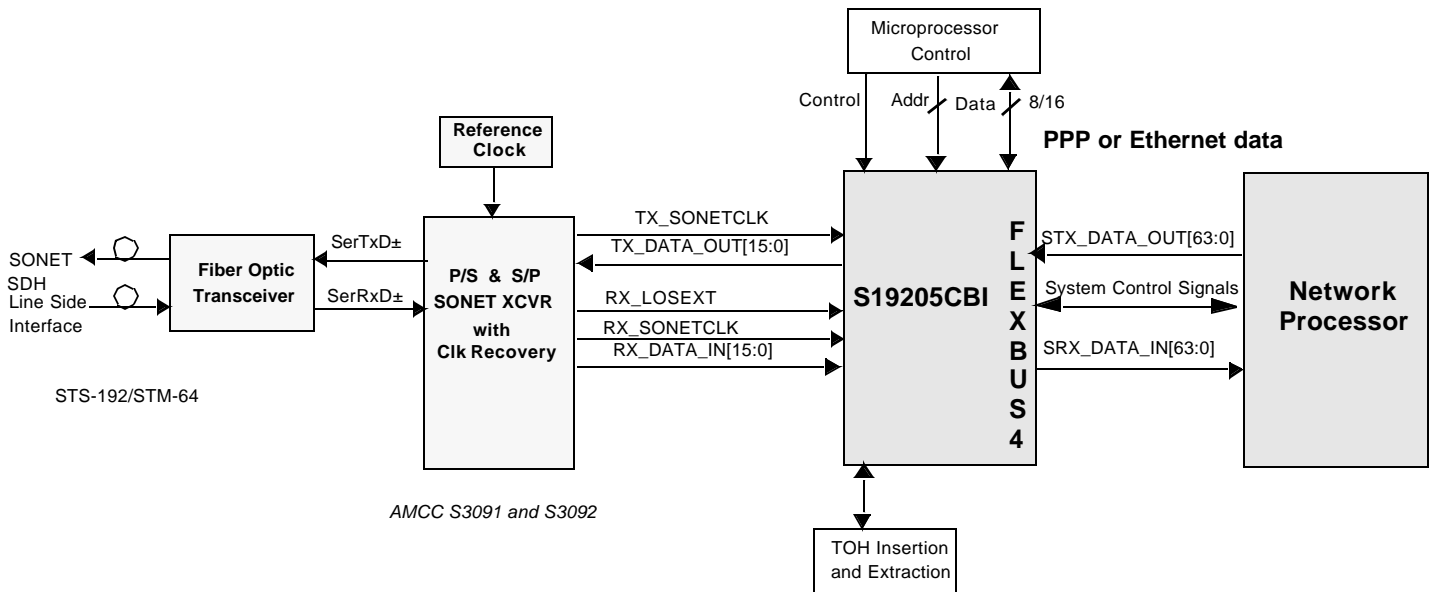 Microprocessor
Control
Control
Addr
Data
8/16
PPP or Ethernet data
Reference
Clock
SONET
SDH
Line Side
Interface
Fiber Optic
Transceiver
SerTxD±
SerRxD±
P/S & S/P
SONET XCVR
with
Clk Recovery
TX_SONETCLK
TX_DATA_OUT[15:0]
RX_LOSEXT
RX_SONETCLK
RX_DATA_IN[15:0]
S19205CBI
F
L
E
X
B
U
S
4
STX_DATA_OUT[63:0]
System Control Signals
SRX_DATA_IN[63:0]
Network
Processor
STS-192/STM-64
AMCC S3091 and S3092
TOH Insertion
and Extraction